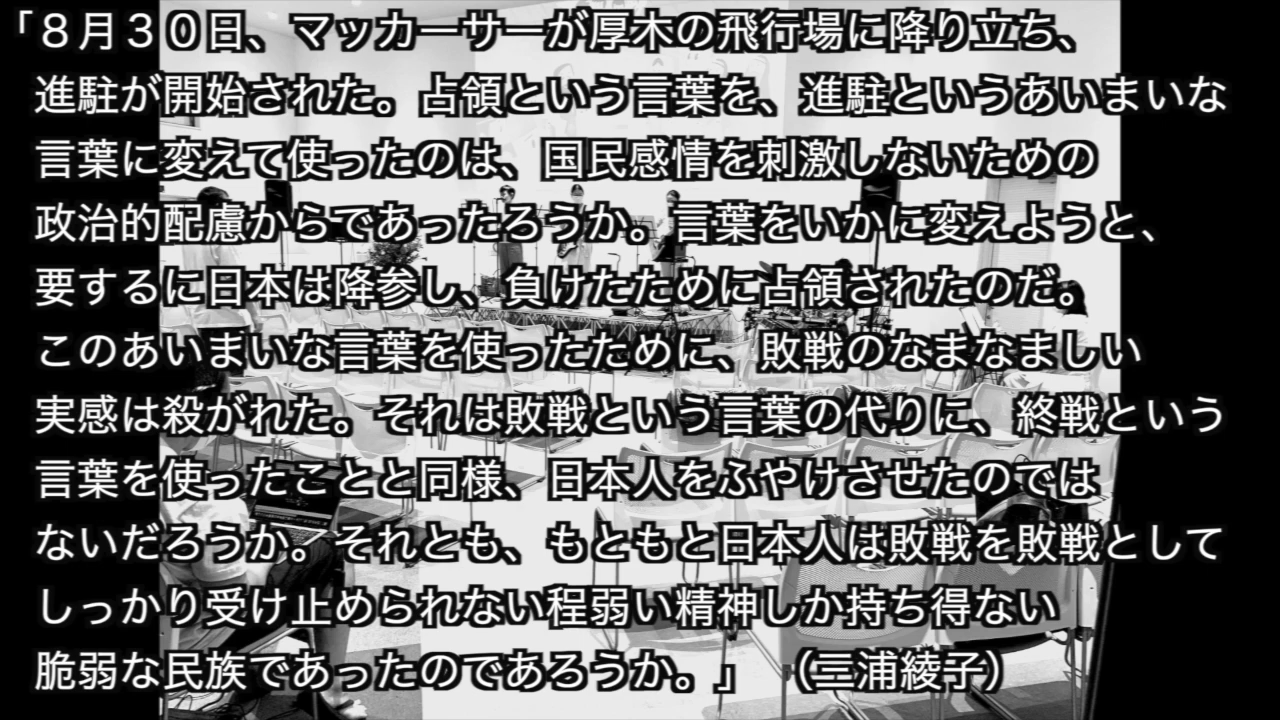 「８月３０日、マッカーサーが厚木の飛行場に降り立ち、
進駐が開始された。占領という言葉を、進駐というあいまいな
言葉に変えて使ったのは、国民感情を刺激しないための
政治的配慮からであったろうか。言葉をいかに変えようと、
要するに日本は降参し、負けたために占領されたのだ。
このあいまいな言葉を使ったために、敗戦のなまなましい
実感は殺がれた。それは敗戦という言葉の代りに、終戦という
言葉を使ったことと同様、日本人をふやけさせたのでは
ないだろうか。それとも、もともと日本人は敗戦を敗戦として
しっかり受け止められない程弱い精神しか持ち得ない
脆弱な民族であったのであろうか。」　（三浦綾子）